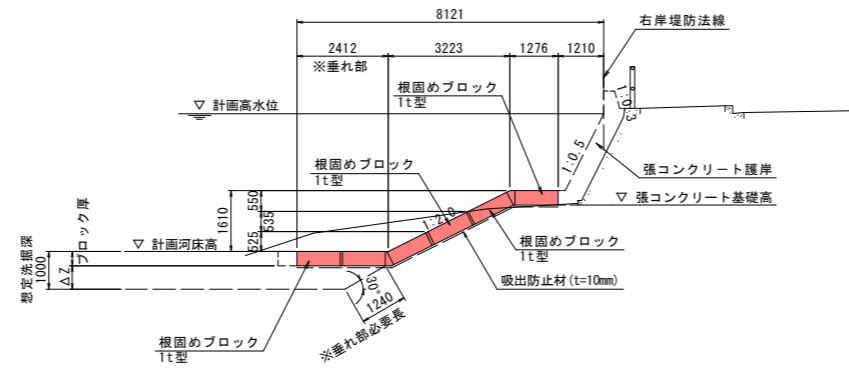 8121
右岸堤防法線
2412
3223
1276
1210
※垂れ部
根固めブロック
1t型
▽ 計画高水位
1:0.3
根固めブロック
1t型
1:0.5
張コンクリート護岸
1610
550
535
525
1:2.0
▽ 張コンクリート基礎高
ブロック厚
▽ 計画河床高
根固めブロック
1t型
想定洗掘深
1000
ΔZ
吸出防止材(t=10mm)
30°
1240
※垂れ部必要長
根固めブロック
1t型